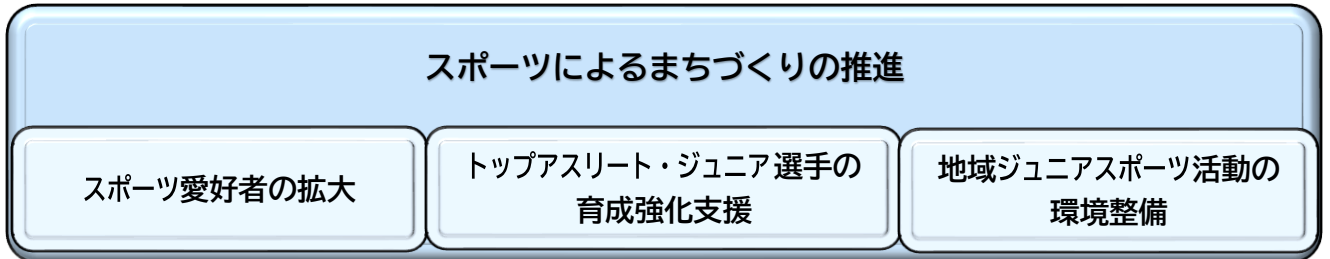 スポーツによるまちづくりの推進
スポーツ愛好者の拡大
トップアスリート・ジュニア選手の
育成強化支援
地域ジュニアスポーツ活動の
環境整備